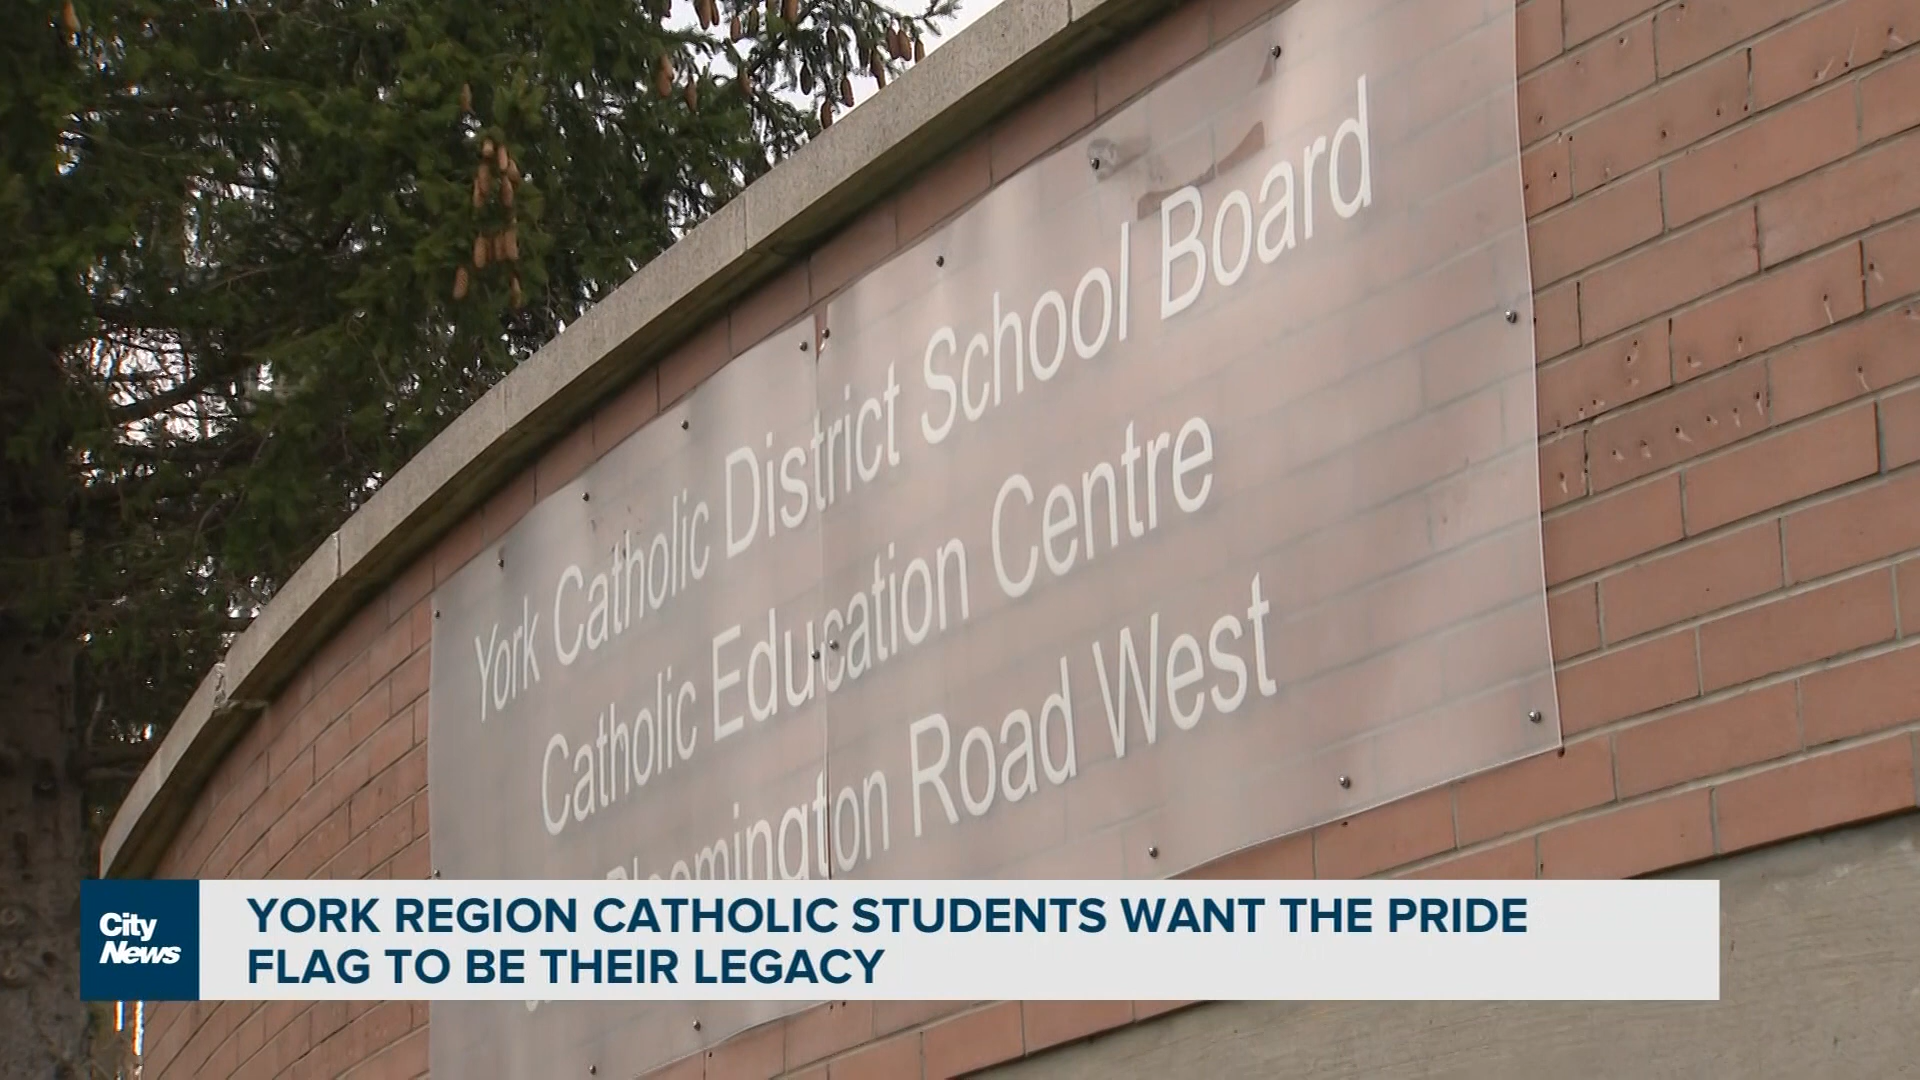 York Catholic District School Board
Catholic Education Centre
Bloomington Road West
City
News
YORK REGION CATHOLIC STUDENTS WANT THE PRIDE
FLAG TO BE THEIR LEGACY